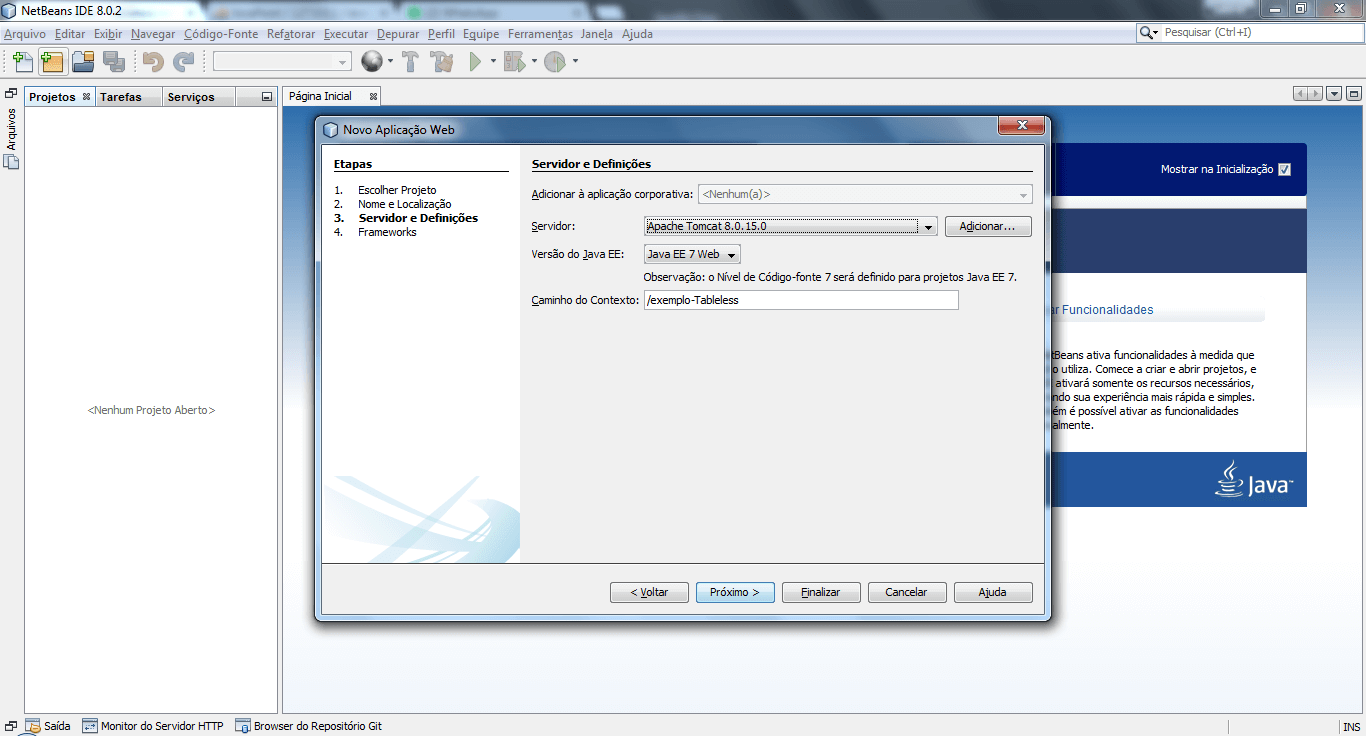 NetBeans IDE 8.0.2
Arquivo Editar Exibir Navegar Código-Fonte Refatorar Executar Depurar Perfil Equipe Ferramentas Janela Ajuda
Pesquisar (Ctrl+I)
Arquivos
Projetos Tarefas Serviços
Página Inicial
<Nenhum Projeto Aberto>
Novo Aplicação Web
Etapas
1. Escolher Projeto
2. Nome e Localização
3. Servidor e Definições
4. Frameworks
Servidor e Definições
Adicionar à aplicação corporativa: <Nenhum(a)>
Servidor: Apache Tomcat 8.0.15.0 Adicionar...
Versão do Java EE: Java EE 7 Web
Observação: o Nível de Código-fonte 7 será definido para projetos Java EE 7.
Caminho do Contexto: /exemplo-Tableless
< Voltar Próximo > Finalizar Cancelar Ajuda
Mostrar na Inicialização
Funcionalidades
ativa funcionalidades à medida que
o utiliza. Comece a criar e abrir projetos, e
ativará somente os recursos necessários,
sua experiência mais rápida e simples.
é possível ativar as funcionalidades
Java
Saída Monitor do Servidor HTTP Browser do Repositório Git
INS